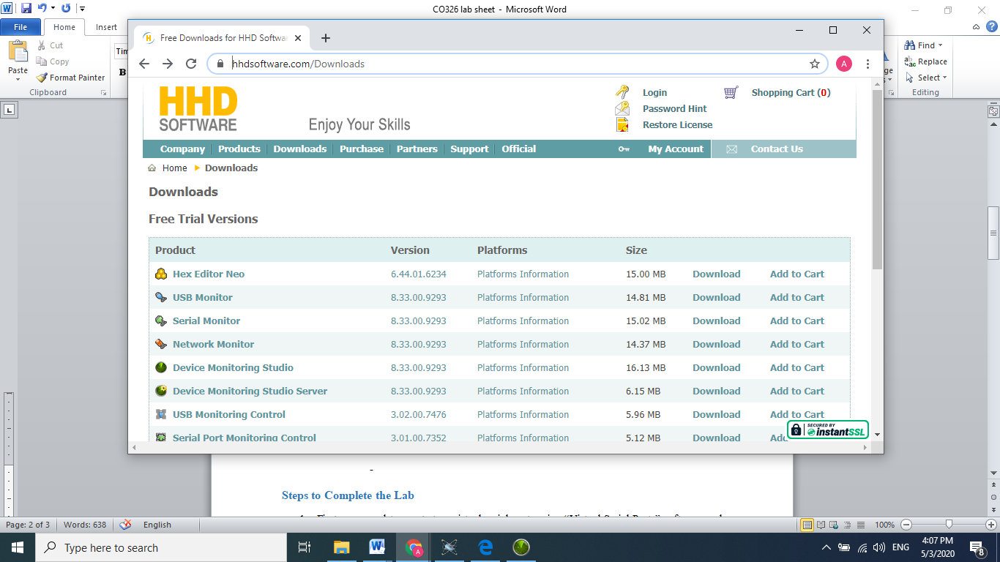 CO326 lab sheet - Microsoft Word
File Home Insert
Cut
Copy
Format Painter
Paste
Clipboard
Tim
B
Find
Replace
Select
Editing
ge
Free Downloads for HHD Softwa
hhdsoftware.com/Downloads
A
HHD
SOFTWARE
Enjoy Your Skills
Login
Password Hint
Restore License
Shopping Cart (0)
Company Products Downloads Purchase Partners Support Official My Account Contact Us
Home Downloads
Downloads
Free Trial Versions
Product Version Platforms Size
Hex Editor Neo 6.44.01.6234 Platforms Information 15.00 MB Download Add to Cart
USB Monitor 8.33.00.9293 Platforms Information 14.81 MB Download Add to Cart
Serial Monitor 8.33.00.9293 Platforms Information 15.02 MB Download Add to Cart
Network Monitor 8.33.00.9293 Platforms Information 14.37 MB Download Add to Cart
Device Monitoring Studio 8.33.00.9293 Platforms Information 16.13 MB Download Add to Cart
Device Monitoring Studio Server 8.33.00.9293 Platforms Information 6.15 MB Download Add to Cart
USB Monitoring Control 3.02.00.7476 Platforms Information 5.96 MB Download Add to Cart
Serial Port Monitoring Control 3.01.00.7352 Platforms Information 5.12 MB Download Ad
SECURED BY
instantSSL
-
Steps to Complete the Lab
Page: 2 of 3 Words: 638 English 100%
Type here to search
ENG
4:07 PM
5/3/2020
8